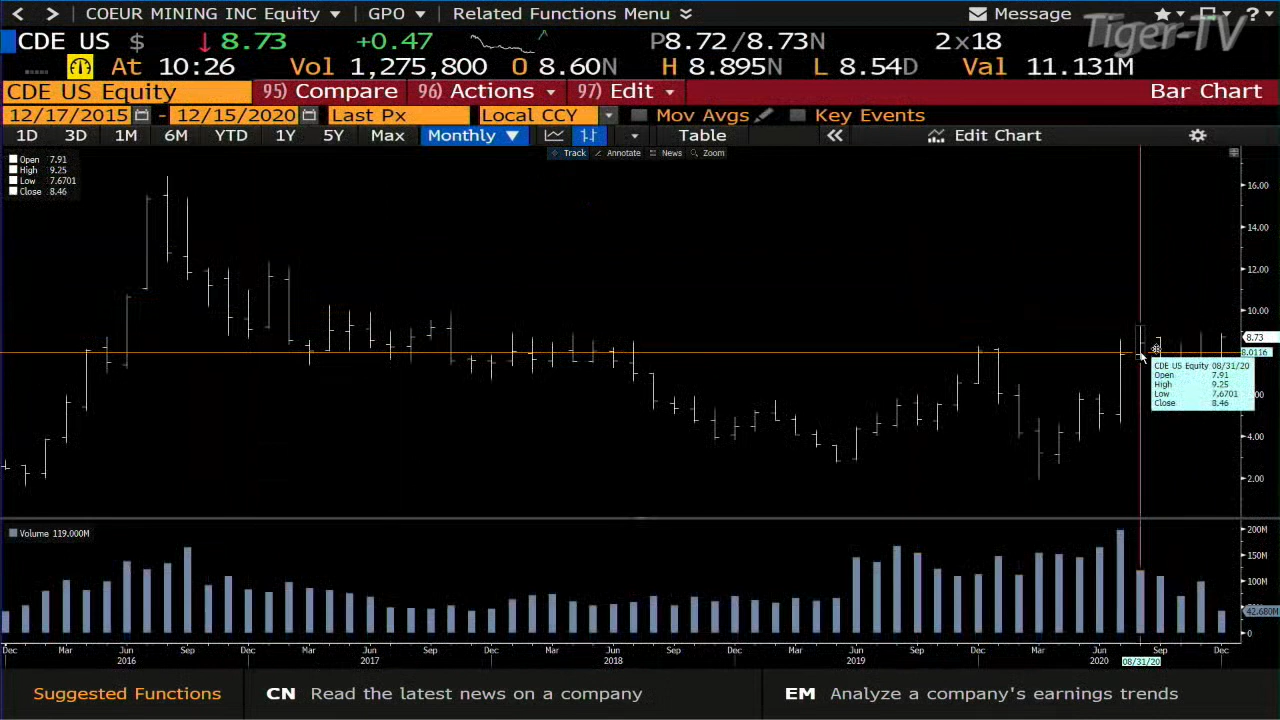 COEUR MINING INC Equity GPO Related Functions Menu Message ?
CDE US $ ↓ 8.73 +0.47 P8.72/8.73N 2x18
Tiger-TV
At 10:26 Vol 1,275,800 O 8.60N H 8.895N L 8.54D Val 11.131M
CDE US Equity 95) Compare 96) Actions 97) Edit Bar Chart
12/17/2015 - 12/15/2020 Last Px Local CCY Mov Avgs Key Events
1D 3D 1M 6M YTD 1Y 5Y Max Monthly ▼ Table « Edit Chart
Track Annotate News Zoom
Open 7.91
High 9.25
Low 7.6701
Close 8.46
16.00
14.00
12.00
10.00
8.73
8.0116
CDE US Equity 08/31/20
Open 7.91
High 9.25
Low 7.6701
Close 8.46
4.00
2.00
Volume 119.000M
200M
150M
100M
42.680M
0
Dec Mar Jun Sep Dec Mar Jun Sep Dec Mar Jun Sep Dec Mar Jun Sep Dec Mar Jun Sep Dec
2016 2017 2018 2019 2020 08/31/20
Suggested Functions CN Read the latest news on a company EM Analyze a company's earnings trends